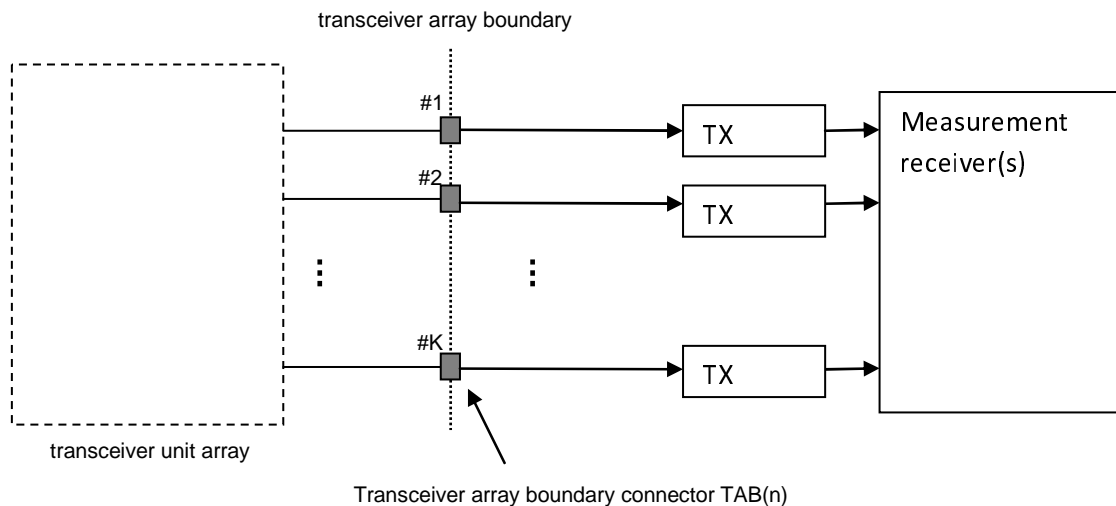 transceiver array boundary
#1
TX
Measurement
receiver(s)
#2
TX
#K
TX
transceiver unit array
Transceiver array boundary connector TAB(n)